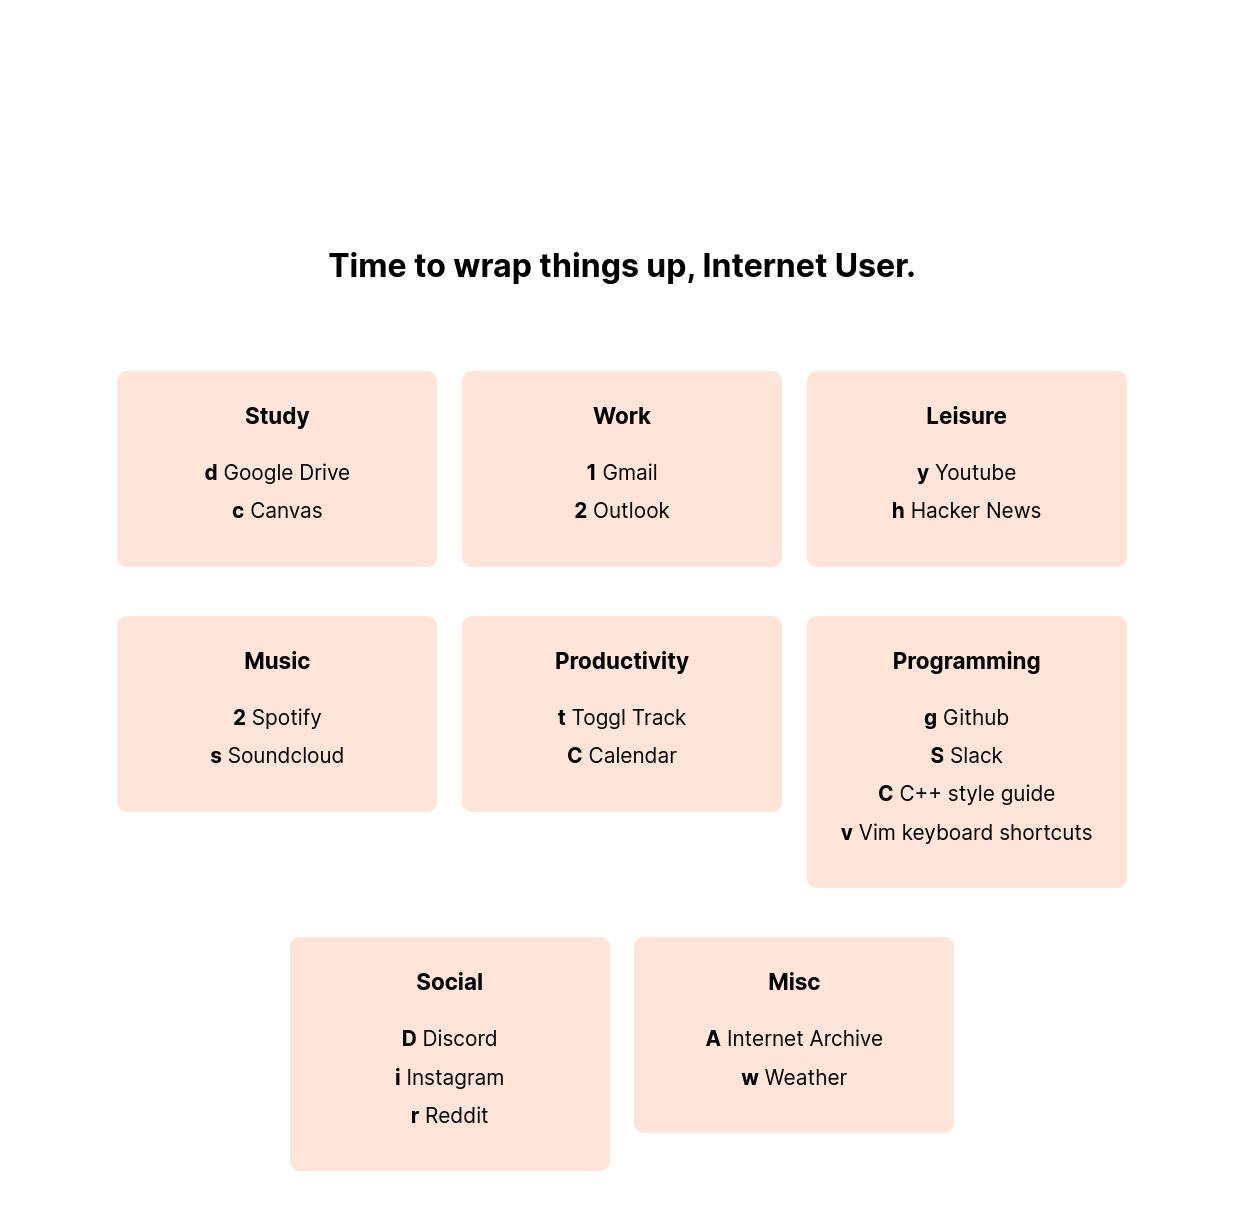 Time to wrap things up, Internet User.
Study
d Google Drive
c Canvas
Work
1 Gmail
2 Outlook
Leisure
y Youtube
h Hacker News
Music
2 Spotify
s Soundcloud
Productivity
t Toggl Track
C Calendar
Programming
g Github
S Slack
C C++ style guide
v Vim keyboard shortcuts
Social
D Discord
i Instagram
r Reddit
Misc
A Internet Archive
w Weather